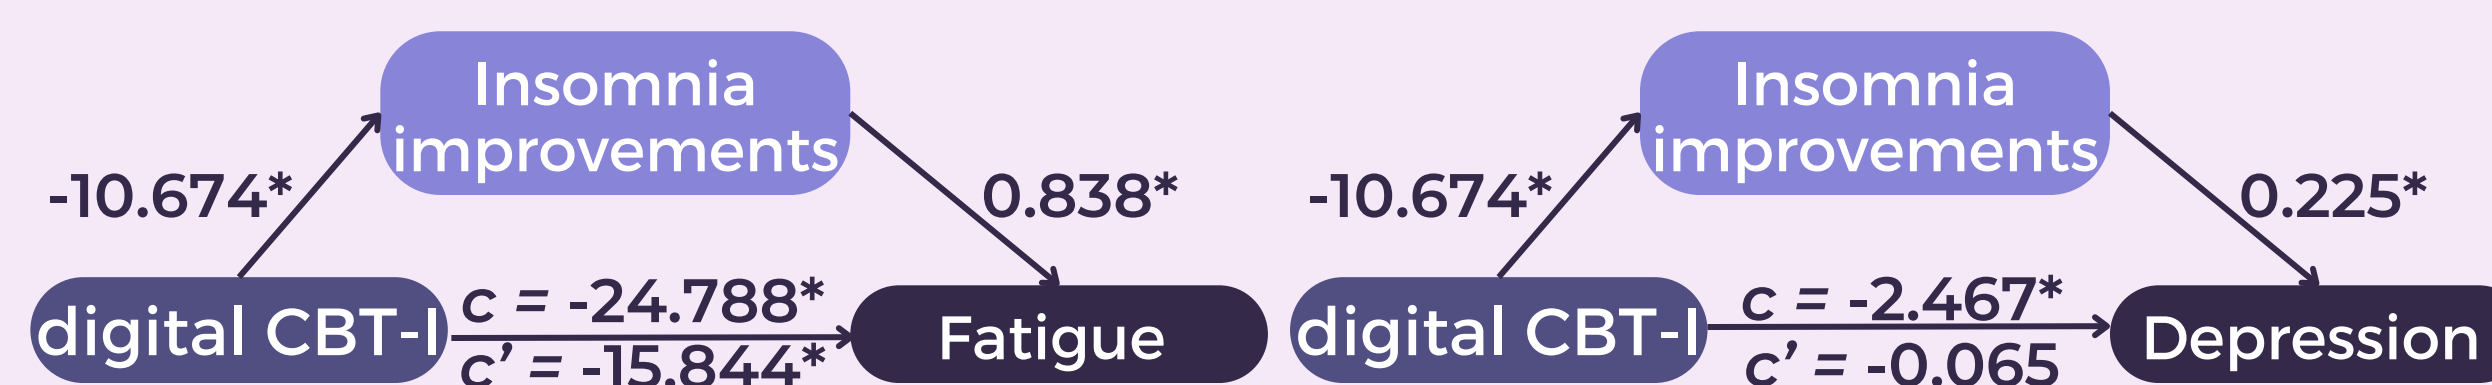 Insomnia
improvements
-10.674*
0.838*
digital CBT-I
c = -24.788*
c' = -15.844*
Fatigue
Insomnia
improvements
-10.674*
0.225*
digital CBT-I
c = -2.467*
c' = -0.065
Depression